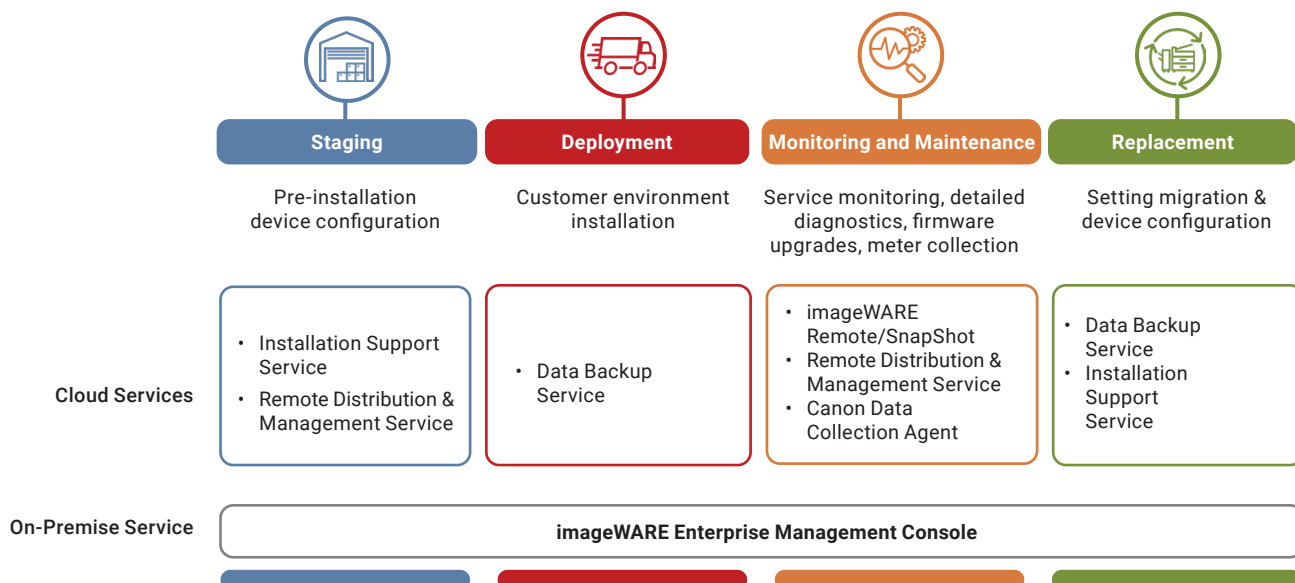 Staging
Deployment
Monitoring and Maintenance
Replacement
Pre-installation
device configuration
Customer environment
installation
Service monitoring, detailed
diagnostics, firmware
upgrades, meter collection
Setting migration &
device configuration
Cloud Services
• Installation Support
Service
• Remote Distribution &
Management Service
• Data Backup
Service
• imageWARE
Remote/SnapShot
• Remote Distribution &
Management Service
• Canon Data
Collection Agent
• Data Backup
Service
• Installation
Support
Service
On-Premise Service
imageWARE Enterprise Management Console